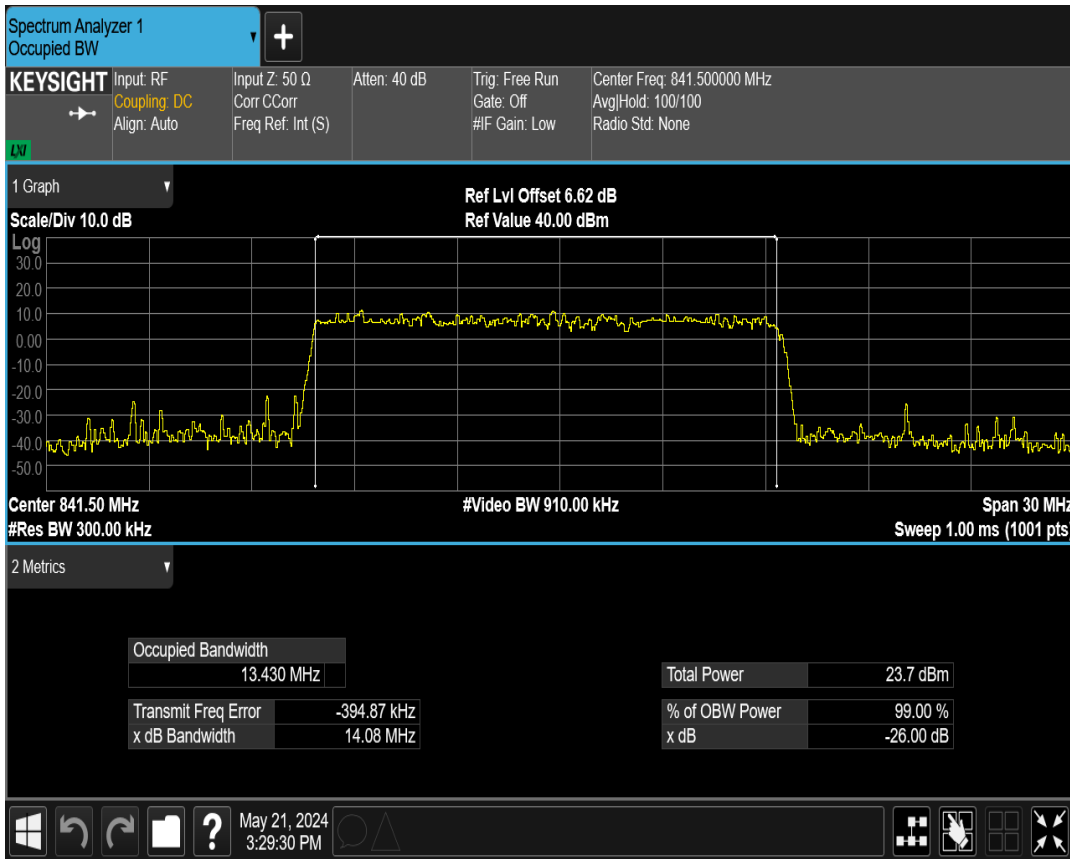 Spectrum Analyzer 1
Occupied BW
KEYSIGHT
LXI
Input: RF
Coupling: DC
Align: Auto
Input Z: 50 Ω
Corr CCorr
Freq Ref: Int (S)
Atten: 40 dB
Trig: Free Run
Gate: Off
#IF Gain: Low
Center Freq: 841.500000 MHz
Avg|Hold: 100/100
Radio Std: None
1 Graph
Scale/Div 10.0 dB
Ref Lvl Offset 6.62 dB
Ref Value 40.00 dBm
Log
30.0
20.0
10.0
0.00
-10.0
-20.0
-30.0
-40.0
-50.0
Center 841.50 MHz
#Video BW 910.00 kHz
Span 30 MHz
#Res BW 300.00 kHz
Sweep 1.00 ms (1001 pts)
2 Metrics
Occupied Bandwidth
13.430 MHz
Total Power 23.7 dBm
Transmit Freq Error -394.87 kHz
% of OBW Power 99.00 %
x dB Bandwidth 14.08 MHz
x dB -26.00 dB
?
May 21, 2024
3:29:30 PM